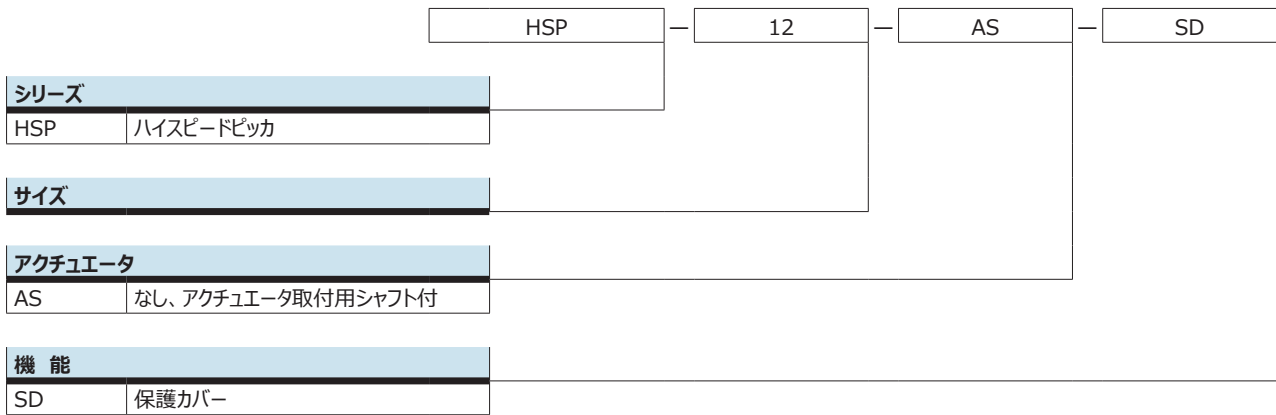 HSP — 12 — AS — SD
シリーズ
HSP ハイスピードピッカ
サイズ
アクチュエータ
AS なし、アクチュエータ取付用シャフト付
機 能
SD 保護カバー